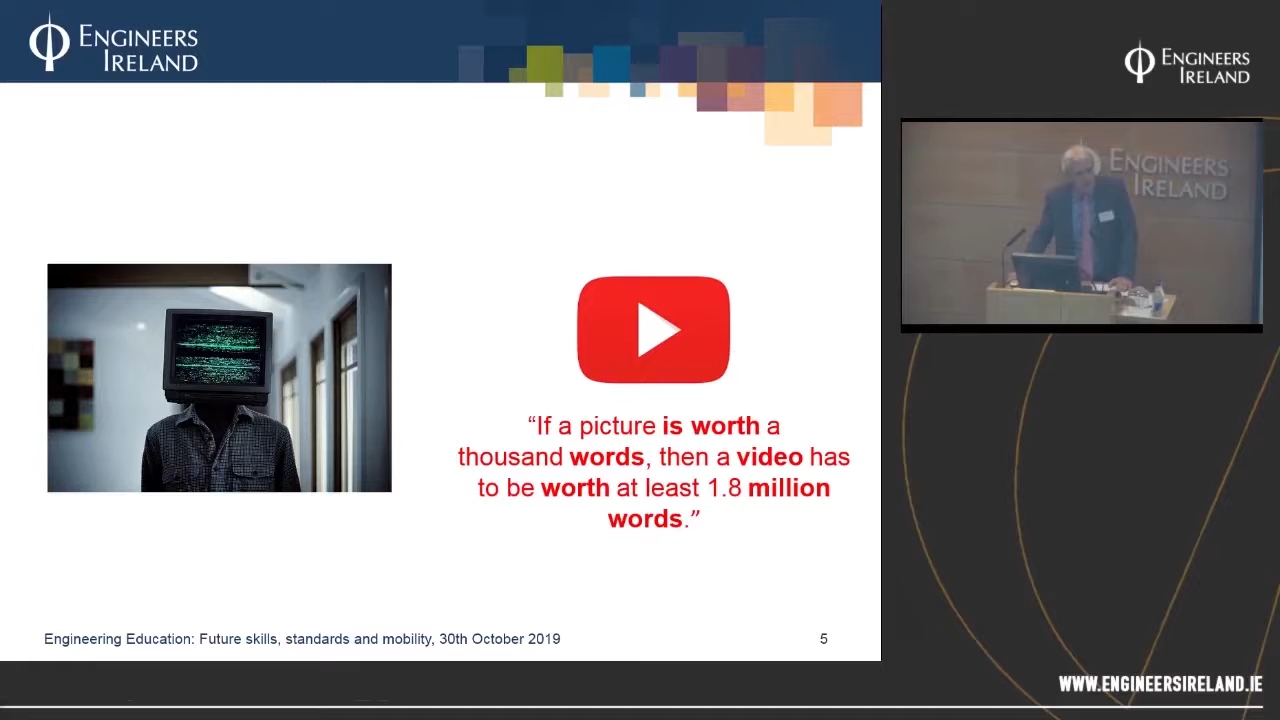 ENGINEERS
IRELAND
“If a picture is worth a
thousand words, then a video has
to be worth at least 1.8 million
words.”
Engineering Education: Future skills, standards and mobility, 30th October 2019
5
ENGINEERS
IRELAND
ENGINEERS
IRELAND
WWW.ENGINEERSIRELAND.IE